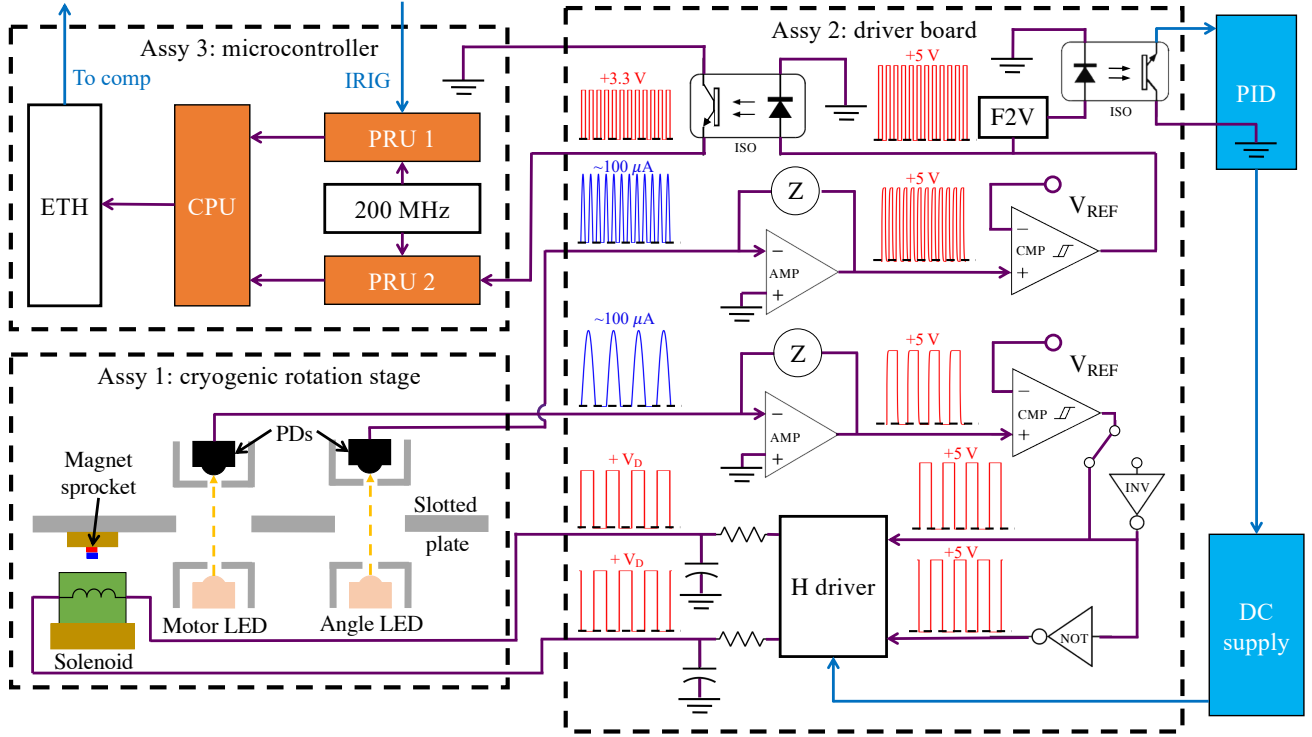 Assy 3: microcontroller
To comp
IRIG
ETH
CPU
PRU 1
200 MHz
PRU 2
Assy 2: driver board
+3.3 V
ISO
+5 V
F2V
ISO
PID
~100 μA
Z
AMP
−
+
+5 V
V_REF
CMP
−
+
~100 μA
Z
AMP
−
+
+5 V
V_REF
CMP
−
+
INV
+ V_D
+5 V
H driver
+ V_D
+5 V
NOT
DC
supply
Assy 1: cryogenic rotation stage
PDs
Magnet
sprocket
Slotted
plate
Motor LED
Angle LED
Solenoid